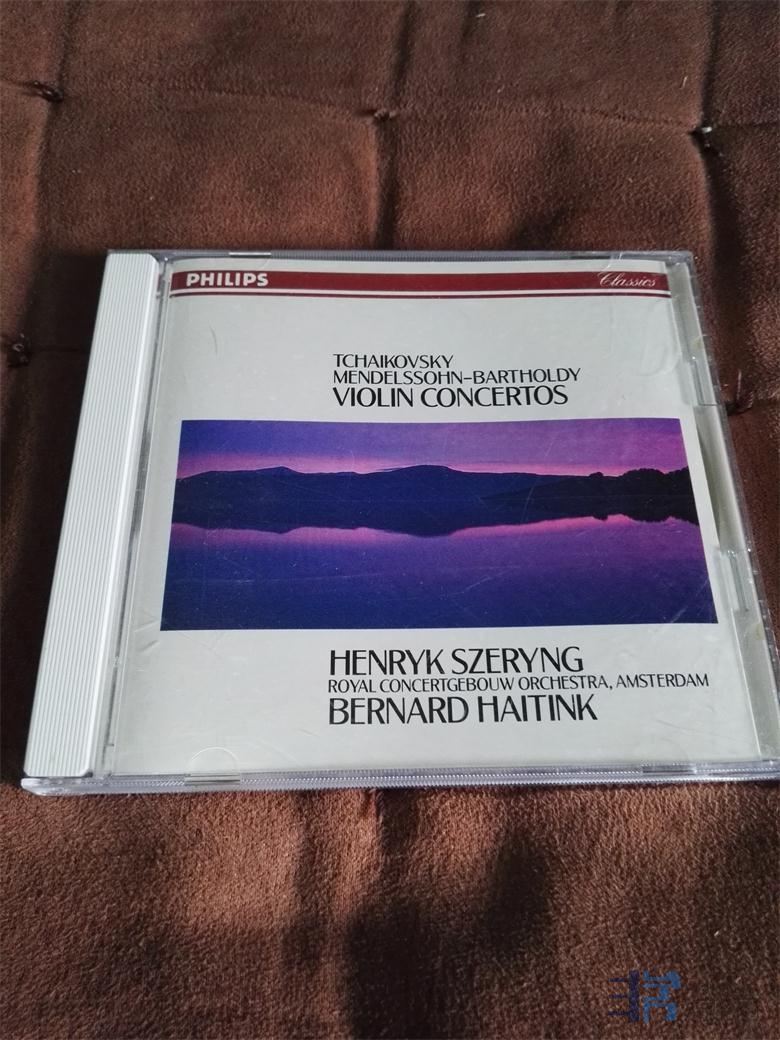 PHILIPS
Classics
TCHAIKOVSKY
MENDELSSOHN-BARTHOLDY
VIOLIN CONCERTOS
HENRYK SZERYNG
ROYAL CONCERTGEBOUW ORCHESTRA, AMSTERDAM
BERNARD HAITINK